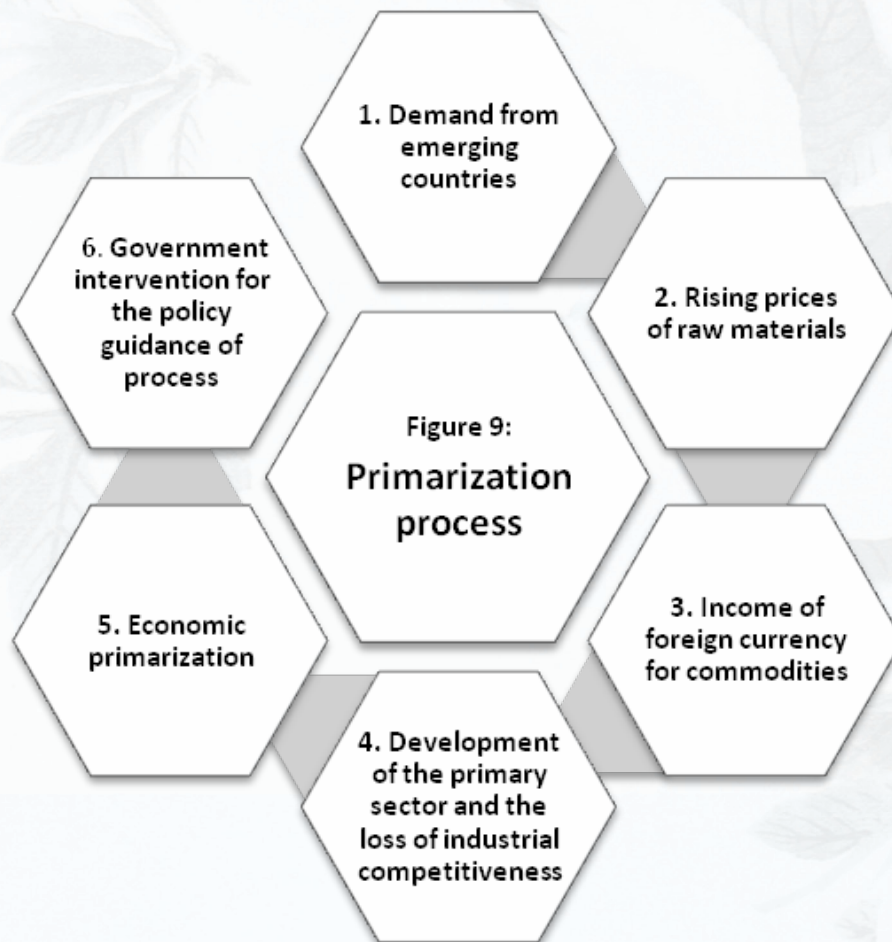 1. Demand from
emerging
countries
2. Rising prices
of raw materials
3. Income of
foreign currency
for commodities
4. Development
of the primary
sector and the
loss of industrial
competitiveness
5. Economic
primarization
6. Government
intervention for
the policy
guidance of
process
Figure 9:
Primarization
process